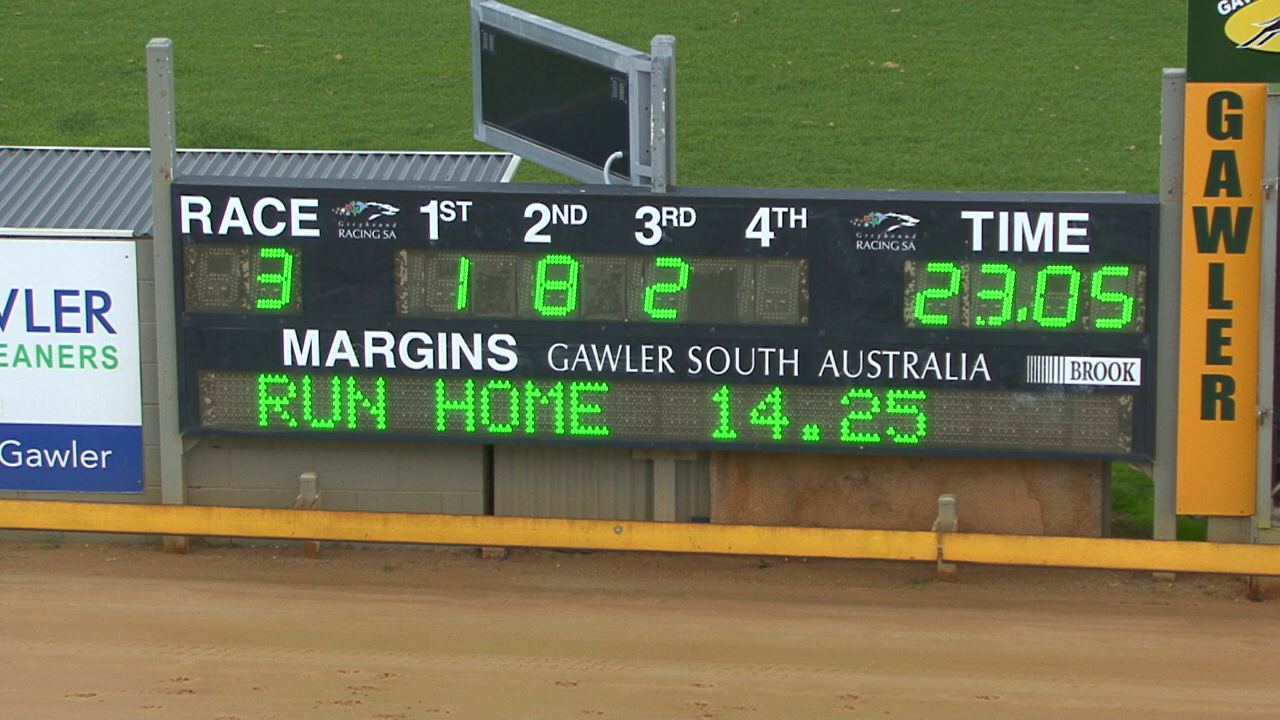 GAWLER
RACE Greyhound RACING SA 1ST 2ND 3RD 4TH Greyhound RACING SA TIME
3 1 8 2 23.05
MARGINS GAWLER SOUTH AUSTRALIA BROOK
RUN HOME 14.25
VLER
EANERS
Gawler